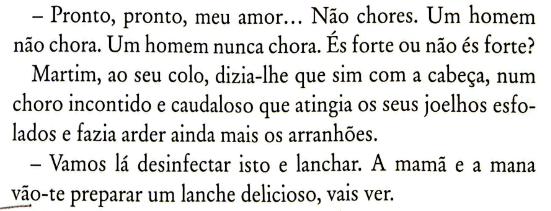 – Pronto, pronto, meu amor... Não chores. Um homem
não chora. Um homem nunca chora. És forte ou não és forte?
Martim, ao seu colo, dizia-lhe que sim com a cabeça, num
choro incontido e caudaloso que atingia os seus joelhos esfo-
lados e fazia arder ainda mais os arranhões.
– Vamos lá desinfectar isto e lanchar. A mamã e a mana
vão-te preparar um lanche delicioso, vais ver.